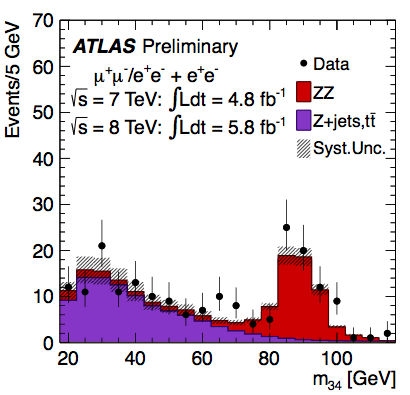 70
60
50
40
30
20
10
0
Events/5 GeV
ATLAS Preliminary
μ⁺μ⁻/e⁺e⁻ + e⁺e⁻
√s = 7 TeV: ∫Ldt = 4.8 fb⁻¹
√s = 8 TeV: ∫Ldt = 5.8 fb⁻¹
Data
ZZ
Z+jets,tt̄
Syst.Unc.
20 40 60 80 100
m₃₄ [GeV]